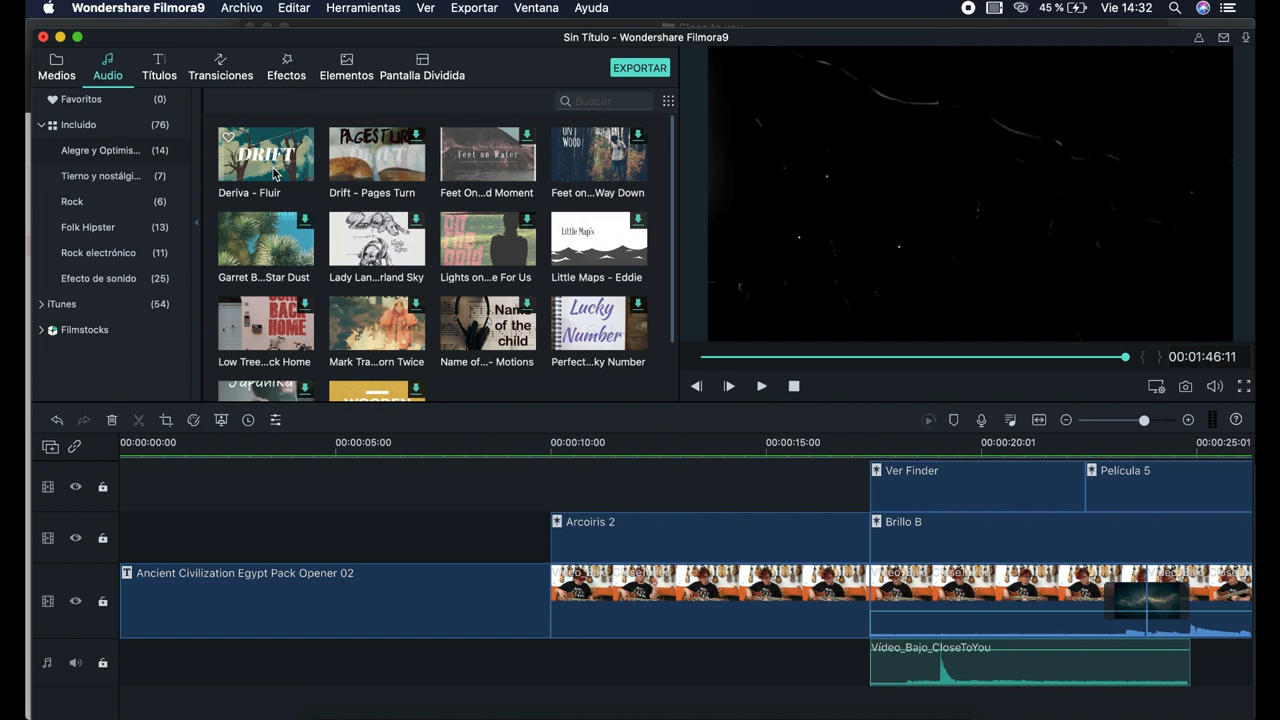 Wondershare Filmora9 Archivo Editar Herramientas Ver Exportar Ventana Ayuda 45 % Vie 14:32
Sin Título - Wondershare Filmora9
Medios Audio Títulos Transiciones Efectos Elementos Pantalla Dividida EXPORTAR
Favoritos (0)
Buscar
Incluido (76)
Alegre y Optimis... (14)
Tierno y nostálgi... (7)
Rock (6)
Folk Hipster (13)
Rock electrónico (11)
Efecto de sonido (25)
iTunes (54)
Filmstocks
DRIFT
PAGES TURN
Feet on Water
WOOD
Deriva - Fluir
Drift - Pages Turn
Feet On...d Moment
Feet on...Way Down
Little Map's
Garret B...Star Dust
Lady Lan...rland Sky
Lights on...e For Us
Little Maps - Eddie
BACK HOME
Name of the child
Lucky Number
Low Tree...ck Home
Mark Tra...orn Twice
Name of...- Motions
Perfect...ky Number
00:01:46:11
00:00:00:00 00:00:05:00 00:00:10:00 00:00:15:00 00:00:20:01 00:00:25:01
Ver Finder
Película 5
Arcoiris 2
Brillo B
Ancient Civilization Egypt Pack Opener 02
Vídeo_Bajo_CloseToYou